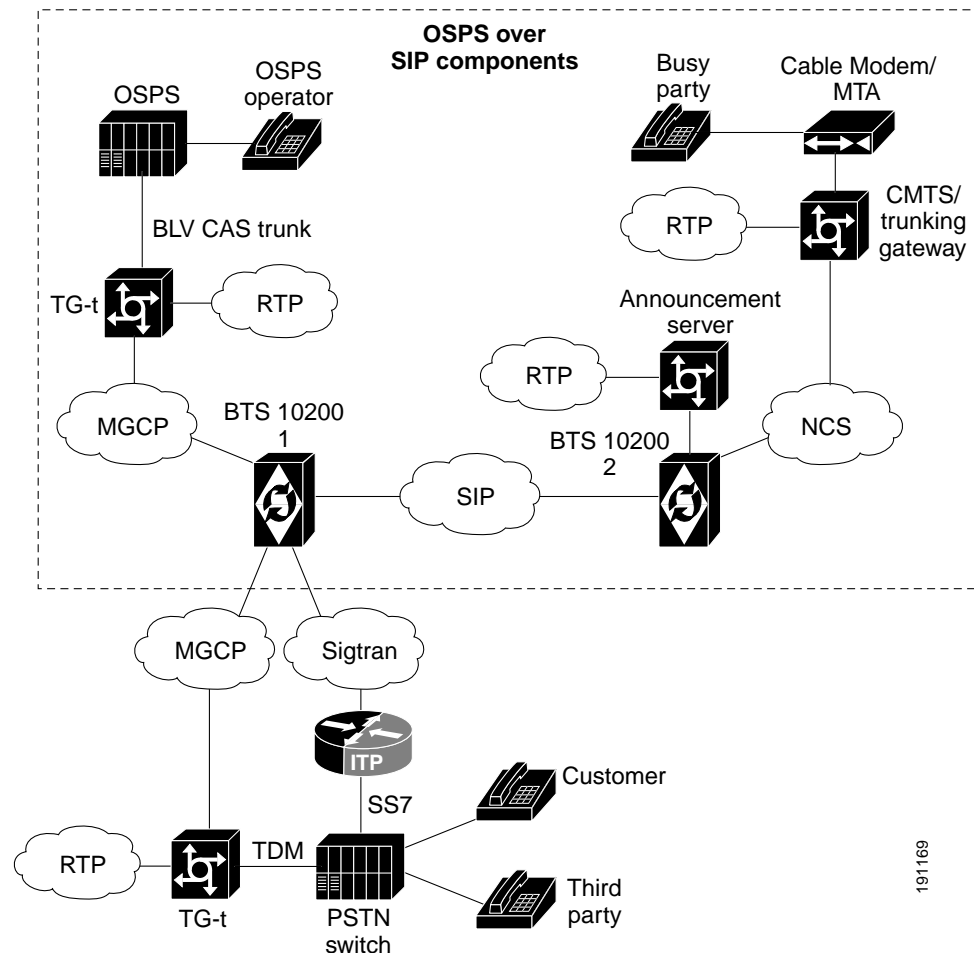 OSPS over
SIP components
OSPS
OSPS
operator
Busy
party
Cable Modem/
MTA
BLV CAS trunk
RTP
CMTS/
trunking
gateway
TG-t
RTP
Announcement
server
RTP
MGCP
BTS 10200
1
SIP
BTS 10200
2
NCS
MGCP
Sigtran
ITP
SS7
Customer
RTP
TDM
TG-t
PSTN
switch
Third
party
191169